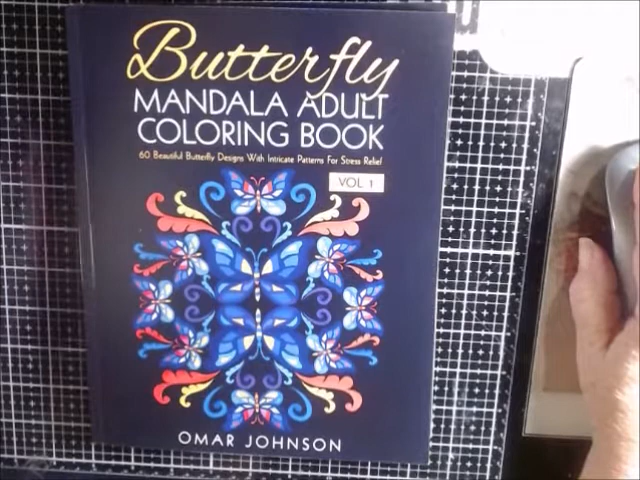 Butterfly
MANDALA ADULT
COLORING BOOK
60 Beautiful Butterfly Designs With Intricate Patterns For Stress Relief
VOL 1
OMAR JOHNSON